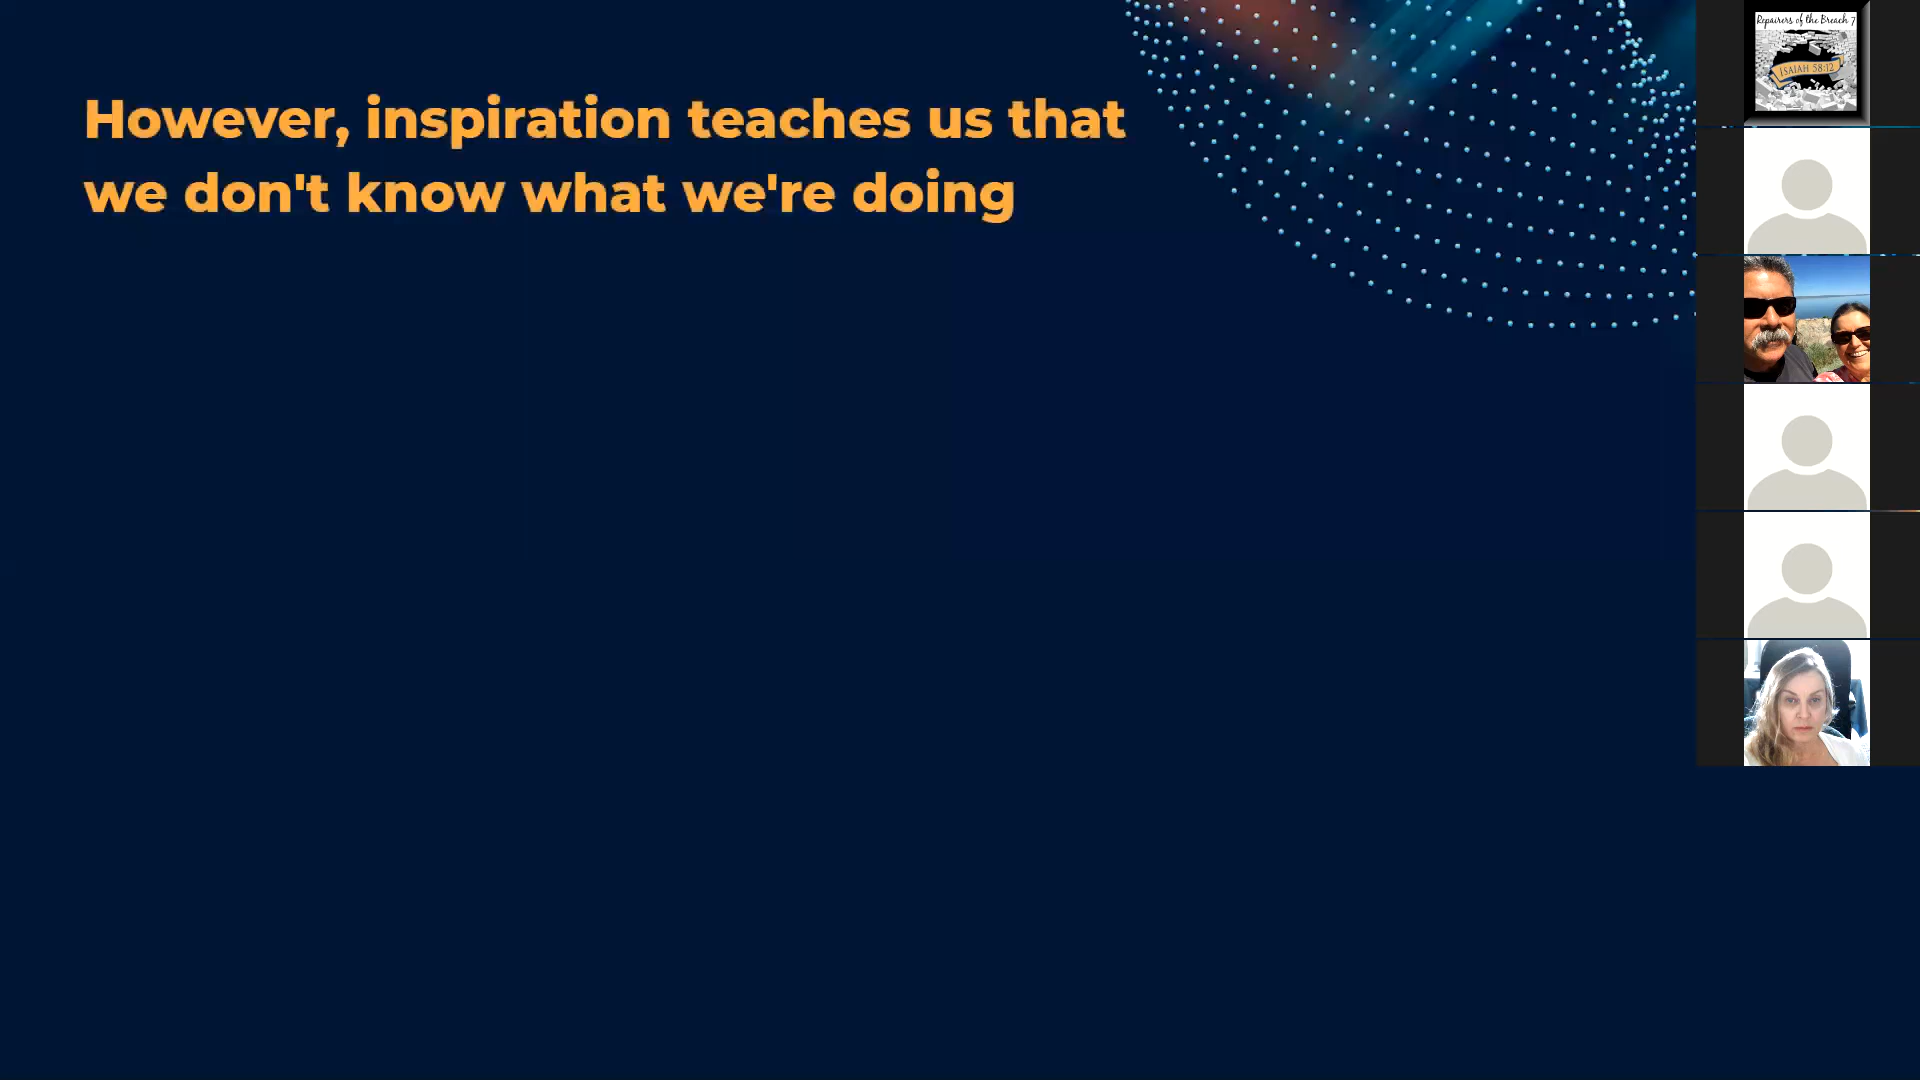 However, inspiration teaches us that
we don't know what we're doing
Repairers of the Breach 7
ISAIAH 58:12